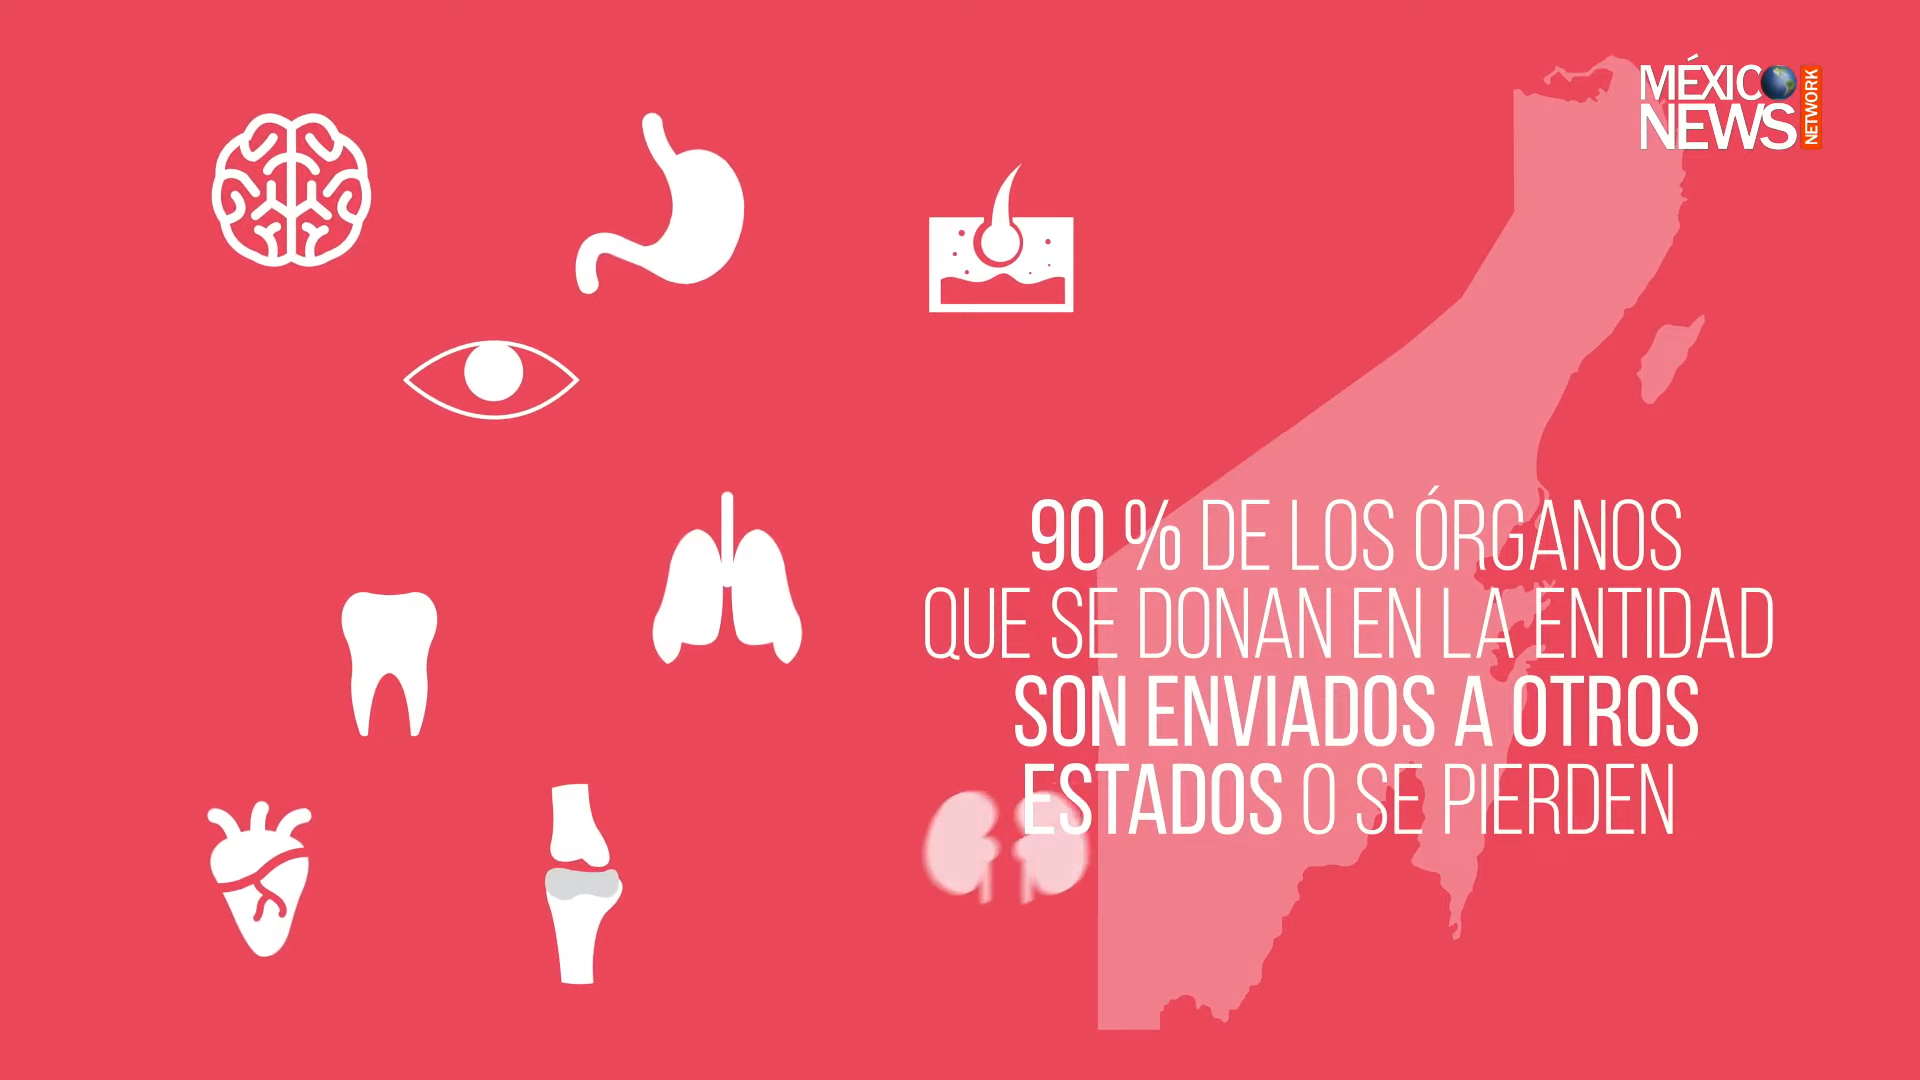 MÉXICO
NEWS
NETWORK
90 % DE LOS ÓRGANOS
QUE SE DONAN EN LA ENTIDAD
SON ENVIADOS A OTROS
ESTADOS O SE PIERDEN